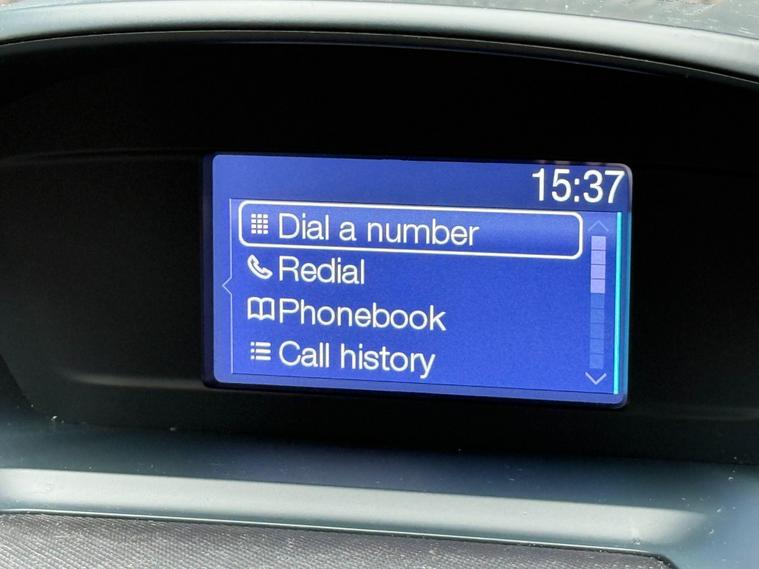 15:37
Dial a number
Redial
Phonebook
Call history